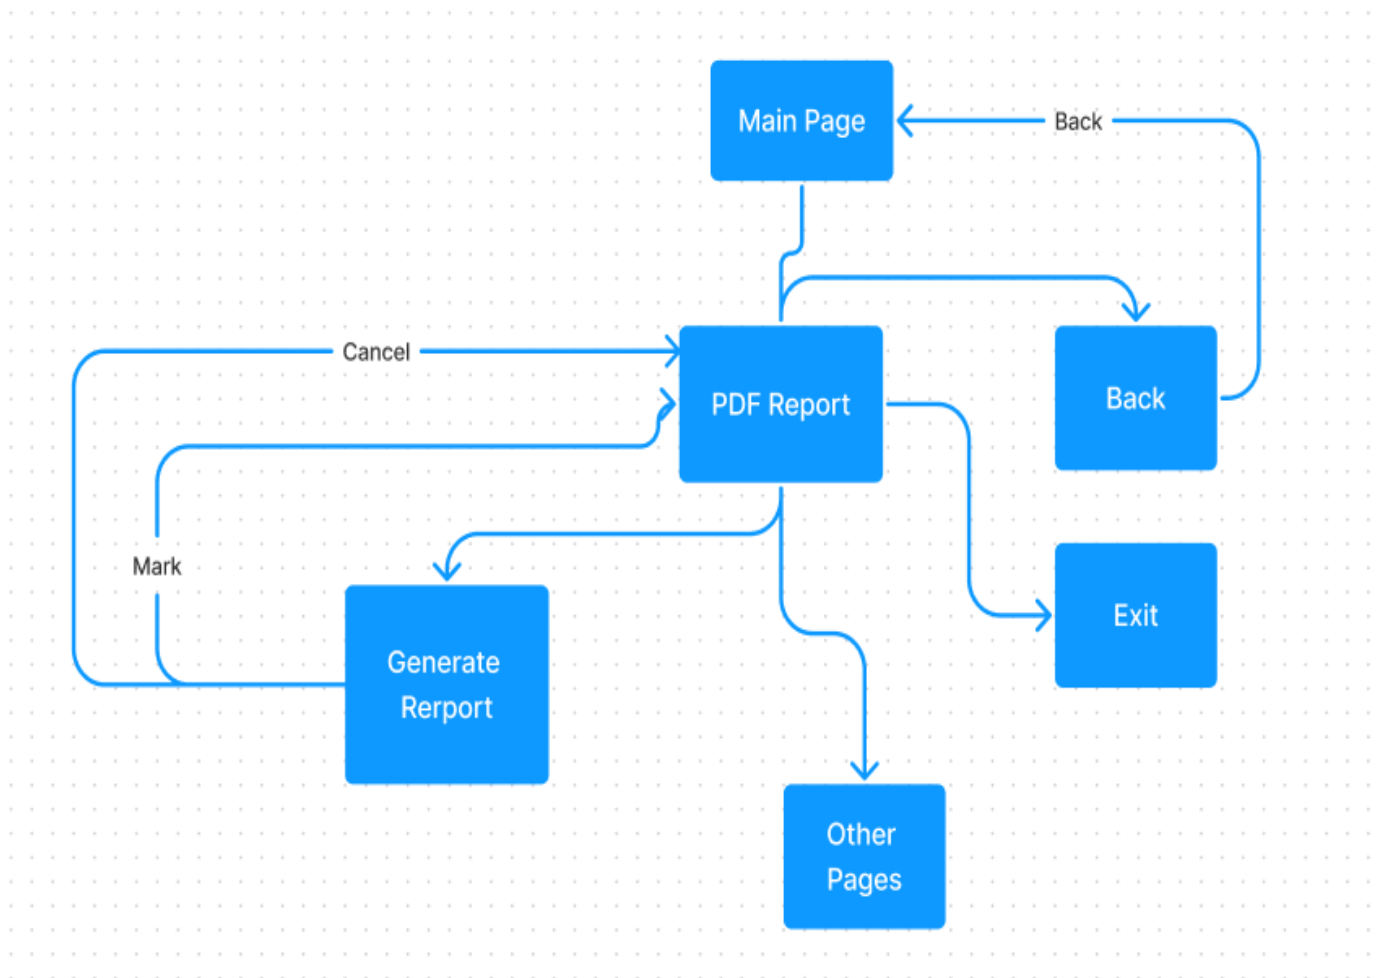 Main Page
Back
Cancel
PDF Report
Back
Mark
Exit
Generate
Rerport
Other
Pages